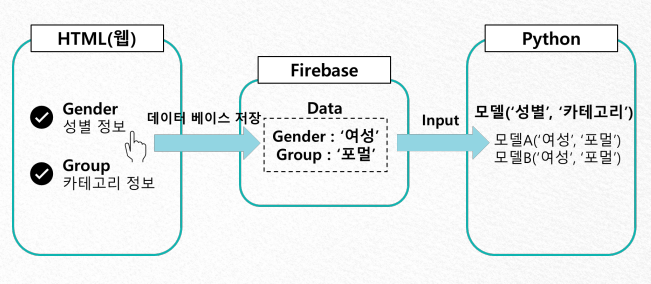 HTML(웹)
Gender
성별 정보
Group
카테고리 정보
데이터 베이스 저장
Firebase
Data
Gender : ‘여성’
Group : ‘포멀’
Input
Python
모델(‘성별’, ‘카테고리’)
모델A(‘여성’, ‘포멀’)
모델B(‘여성’, ‘포멀’)